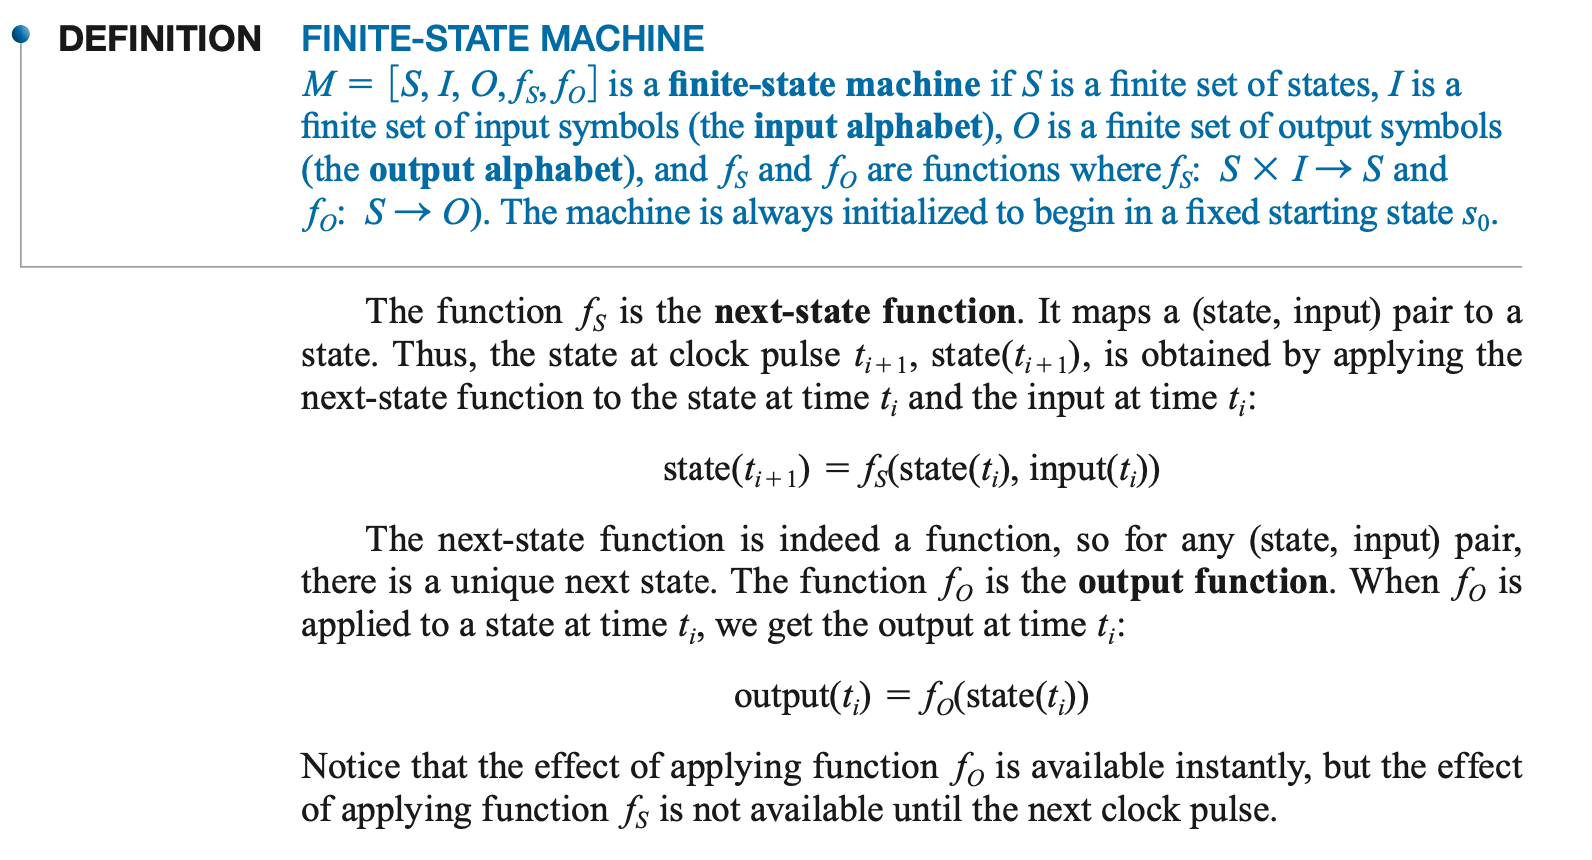 DEFINITION FINITE-STATE MACHINE
M = [S, I, O, f_S, f_O] is a finite-state machine if S is a finite set of states, I is a
finite set of input symbols (the input alphabet), O is a finite set of output symbols
(the output alphabet), and f_S and f_O are functions where f_S: S × I → S and
f_O: S → O). The machine is always initialized to begin in a fixed starting state s_0.
The function f_S is the next-state function. It maps a (state, input) pair to a
state. Thus, the state at clock pulse t_{i+1}, state(t_{i+1}), is obtained by applying the
next-state function to the state at time t_i and the input at time t_i:
state(t_{i+1}) = f_S(state(t_i), input(t_i))
The next-state function is indeed a function, so for any (state, input) pair,
there is a unique next state. The function f_O is the output function. When f_O is
applied to a state at time t_i, we get the output at time t_i:
output(t_i) = f_O(state(t_i))
Notice that the effect of applying function f_O is available instantly, but the effect
of applying function f_S is not available until the next clock pulse.